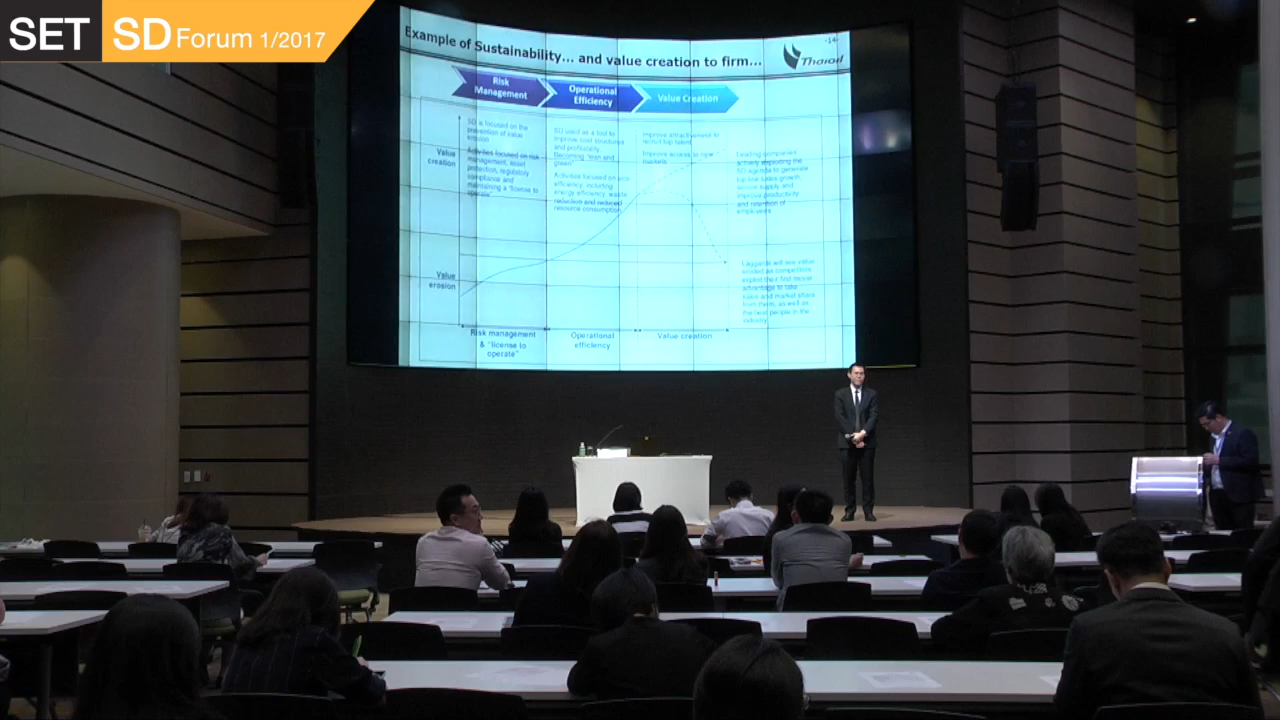 SET SD Forum 1/2017
Example of Sustainability... and value creation to firm...
-14-
Thaioil
Risk
Management
Operational
Efficiency
Value Creation
Value
creation
Value
erosion
SD is focused on the
prevention of value
erosion
Activities focused on risk
management, asset
protection, regulatory
compliance and
maintaining a "license to
operate"
SD used as a tool to
improve cost structures
and profitability.
Becoming "lean and
green"
Activities focused on eco
efficiency, including
energy efficiency, waste
reduction and reduced
resource consumption
Improve attractiveness to
recruit top talent
Improve access to new
markets
Leading companies
actively exploiting the
SD agenda to generate
top line sales growth,
secure supply and
improve productivity
and retention of
employees
Laggards will see value
eroded as competitors
exploit their first mover
advantage to take
sales and market share
from them, as well as
the best people in the
industry
Risk management
& "license to
operate"
Operational
efficiency
Value creation